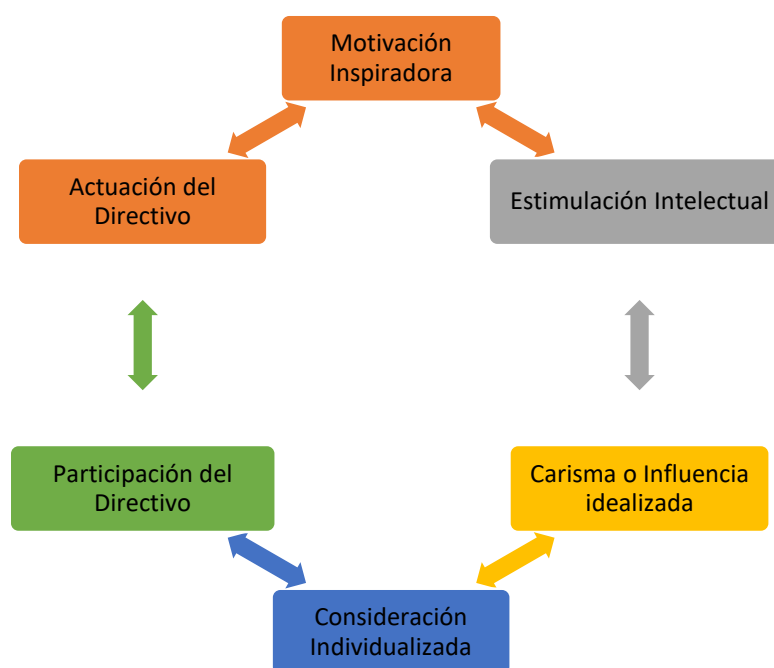 Motivación
Inspiradora
Actuación del
Directivo
Estimulación Intelectual
Participación del
Directivo
Carisma o Influencia
idealizada
Consideración
Individualizada